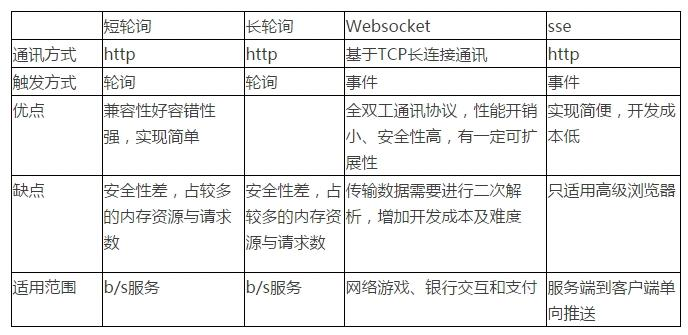 短轮询 长轮询 Websocket sse
通讯方式 http http 基于TCP长连接通讯 http
触发方式 轮询 轮询 事件 事件
优点 兼容性好容错性 全双工通讯协议，性能开销 实现简便，开发成
强，实现简单 小、安全性高，有一定可扩 本低
展性
缺点 安全性差，占较多 安全性差，占 传输数据需要进行二次解 只适用高级浏览器
的内存资源与请求 较多的内存资 析，增加开发成本及难度
数 源与请求数
适用范围 b/s服务 b/s服务 网络游戏、银行交互和支付 服务端到客户端单
向推送